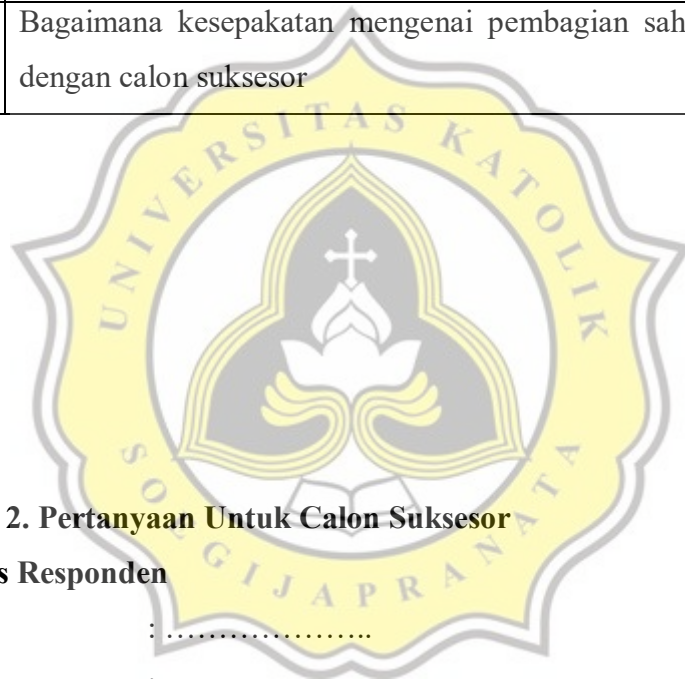 Bagaimana kesepakatan mengenai pembagian sah
dengan calon suksesor
UNIVERSITAS KATOLIK
SOEGIJAPRANATA
2. Pertanyaan Untuk Calon Suksesor
s Responden
: ………………..